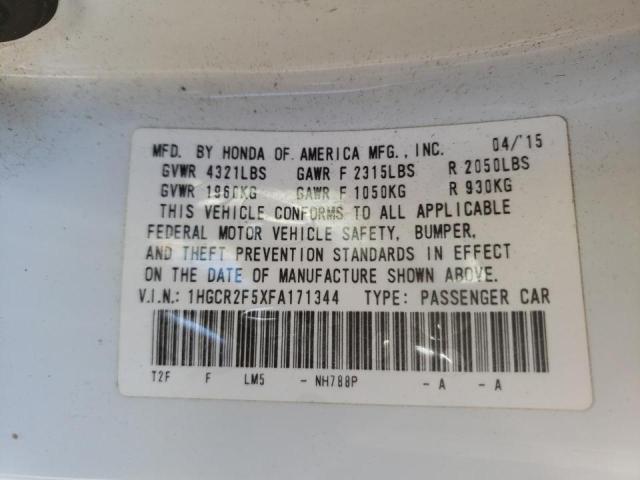 MFD. BY HONDA OF AMERICA MFG., INC. 04/'15
GVWR 4321LBS GAWR F 2315LBS R 2050LBS
GVWR 1960KG GAWR F 1050KG R 930KG
THIS VEHICLE CONFORMS TO ALL APPLICABLE
FEDERAL MOTOR VEHICLE SAFETY, BUMPER,
AND THEFT PREVENTION STANDARDS IN EFFECT
ON THE DATE OF MANUFACTURE SHOWN ABOVE.
V.I.N.: 1HGCR2F5XFA171344 TYPE: PASSENGER CAR
T2F F LM5 - NH788P - A - A